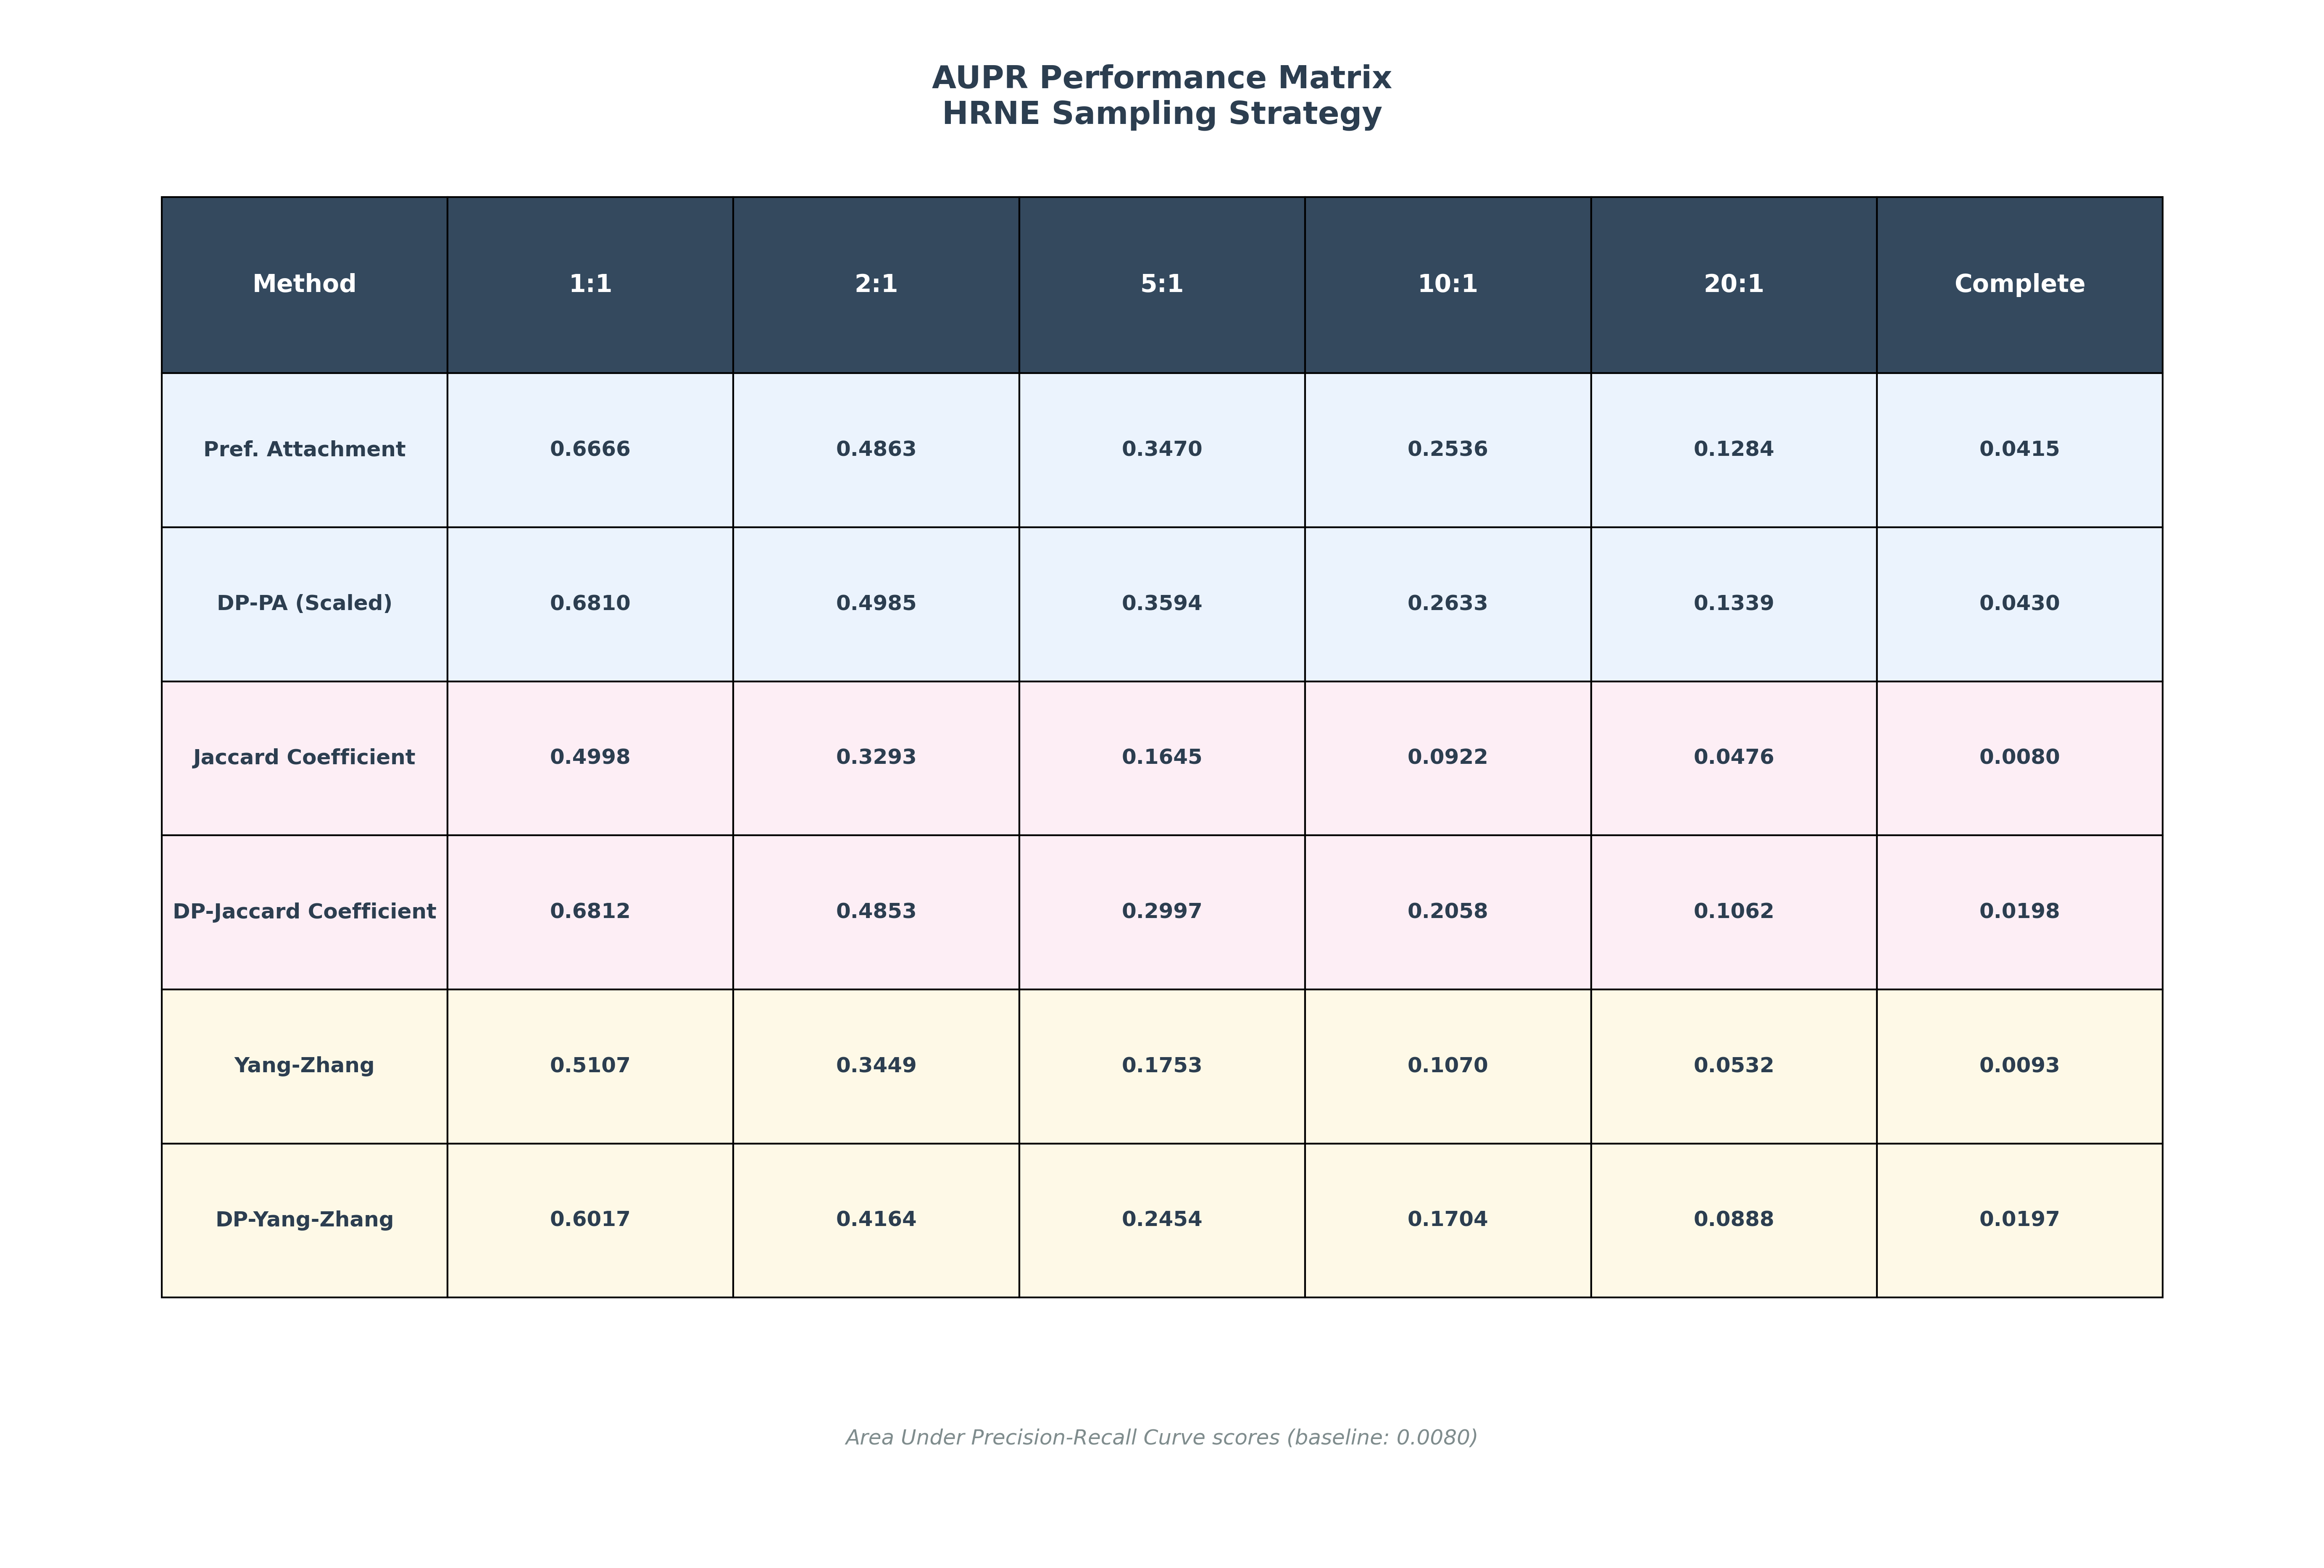 AUPR Performance Matrix
HRNE Sampling Strategy
Method 1:1 2:1 5:1 10:1 20:1 Complete
Pref. Attachment 0.6666 0.4863 0.3470 0.2536 0.1284 0.0415
DP-PA (Scaled) 0.6810 0.4985 0.3594 0.2633 0.1339 0.0430
Jaccard Coefficient 0.4998 0.3293 0.1645 0.0922 0.0476 0.0080
DP-Jaccard Coefficient 0.6812 0.4853 0.2997 0.2058 0.1062 0.0198
Yang-Zhang 0.5107 0.3449 0.1753 0.1070 0.0532 0.0093
DP-Yang-Zhang 0.6017 0.4164 0.2454 0.1704 0.0888 0.0197
Area Under Precision-Recall Curve scores (baseline: 0.0080)